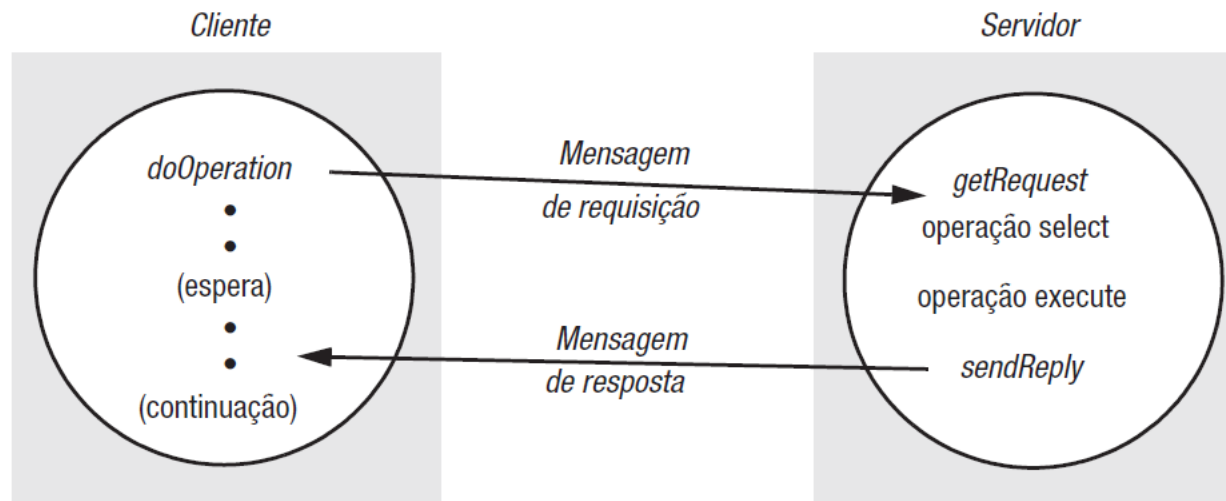 Cliente
Servidor
doOperation
Mensagem
de requisição
getRequest
operação select
(espera)
operação execute
Mensagem
de resposta
sendReply
(continuação)